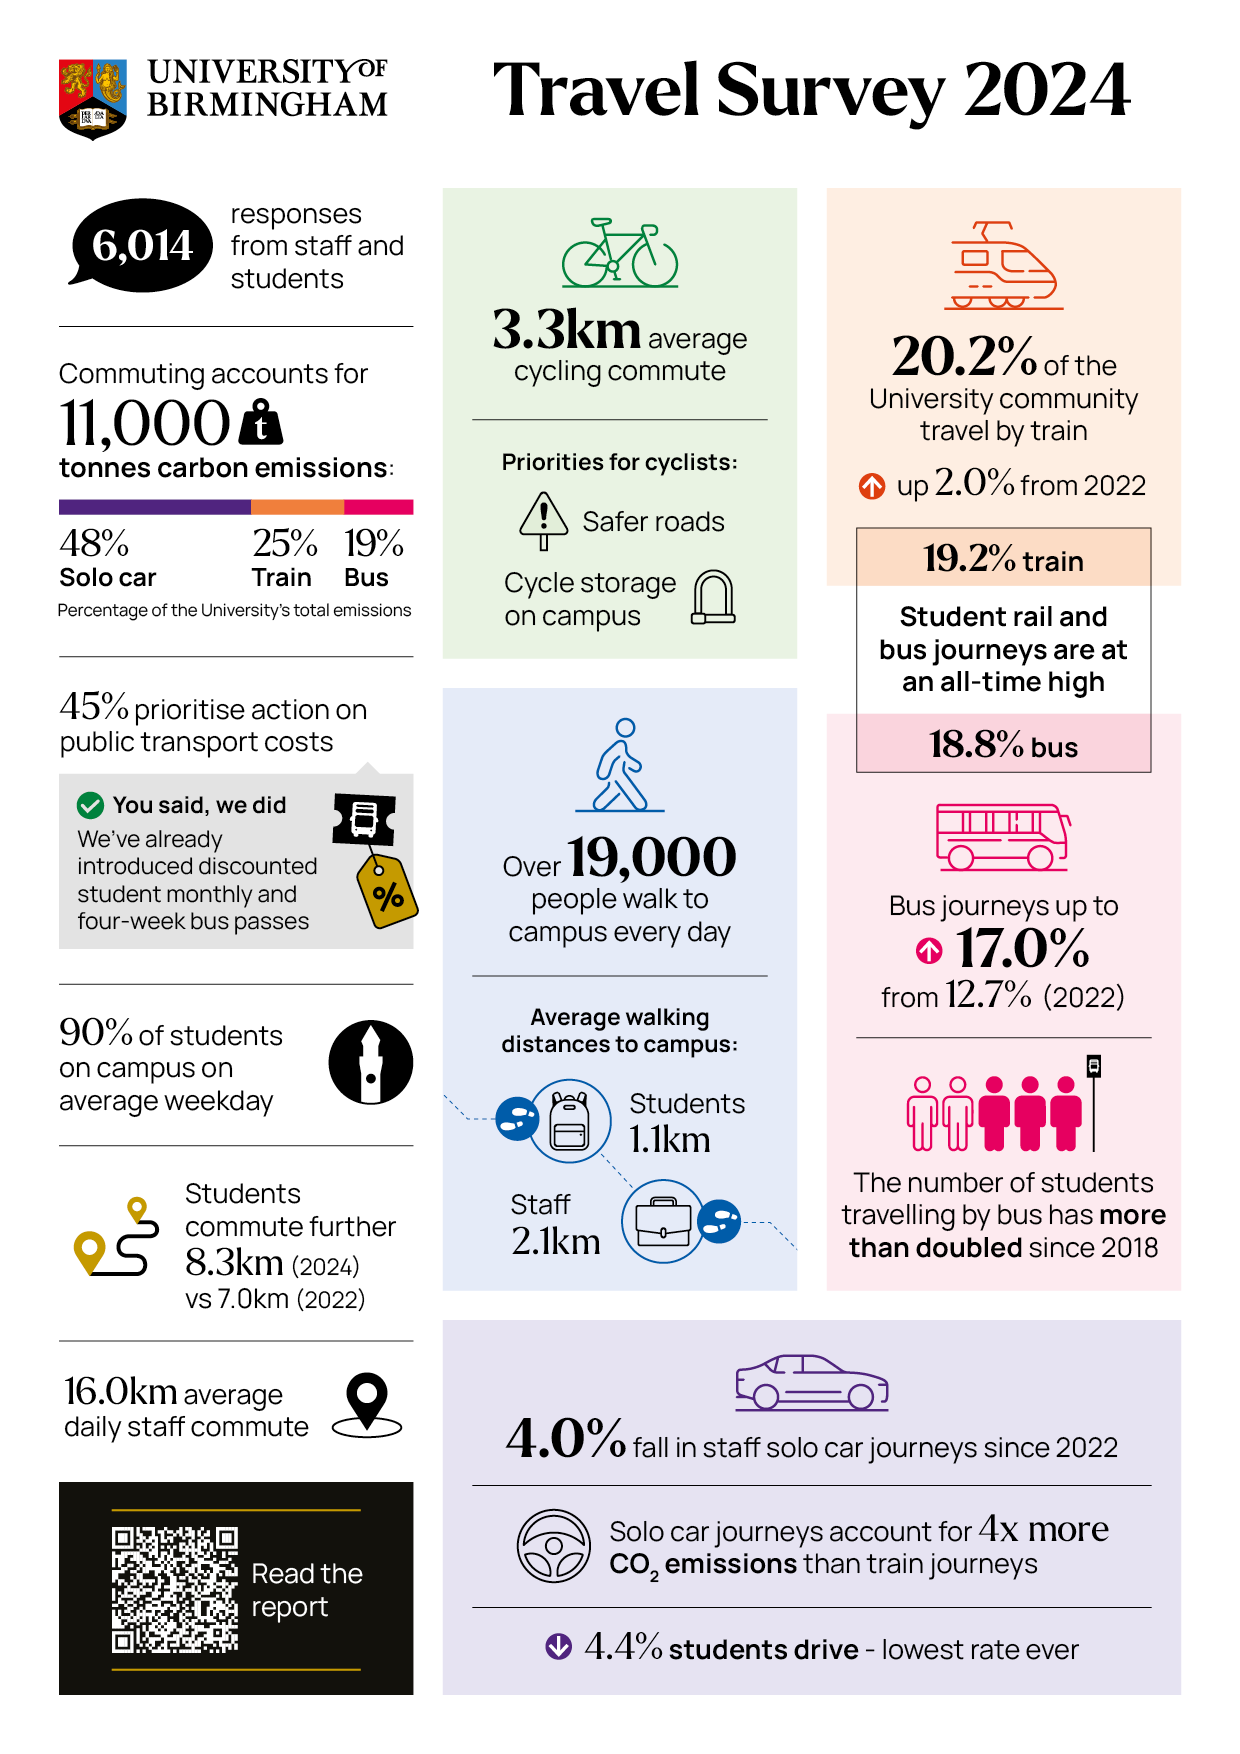 UNIVERSITY OF
BIRMINGHAM
Travel Survey 2024
6,014
responses
from staff and
students
Commuting accounts for
11,000 t
tonnes carbon emissions:
48% 25% 19%
Solo car Train Bus
Percentage of the University's total emissions
45% prioritise action on
public transport costs
You said, we did
We've already
introduced discounted
student monthly and
four-week bus passes
%
90% of students
on campus on
average weekday
Students
commute further
8.3km (2024)
vs 7.0km (2022)
16.0km average
daily staff commute
Read the
report
3.3km average
cycling commute
Priorities for cyclists:
Safer roads
Cycle storage
on campus
Over 19,000
people walk to
campus every day
Average walking
distances to campus:
Students
1.1km
Staff
2.1km
20.2% of the
University community
travel by train
up 2.0% from 2022
19.2% train
Student rail and
bus journeys are at
an all-time high
18.8% bus
Bus journeys up to
17.0%
from 12.7% (2022)
The number of students
travelling by bus has more
than doubled since 2018
4.0% fall in staff solo car journeys since 2022
Solo car journeys account for 4x more
CO2 emissions than train journeys
4.4% students drive - lowest rate ever